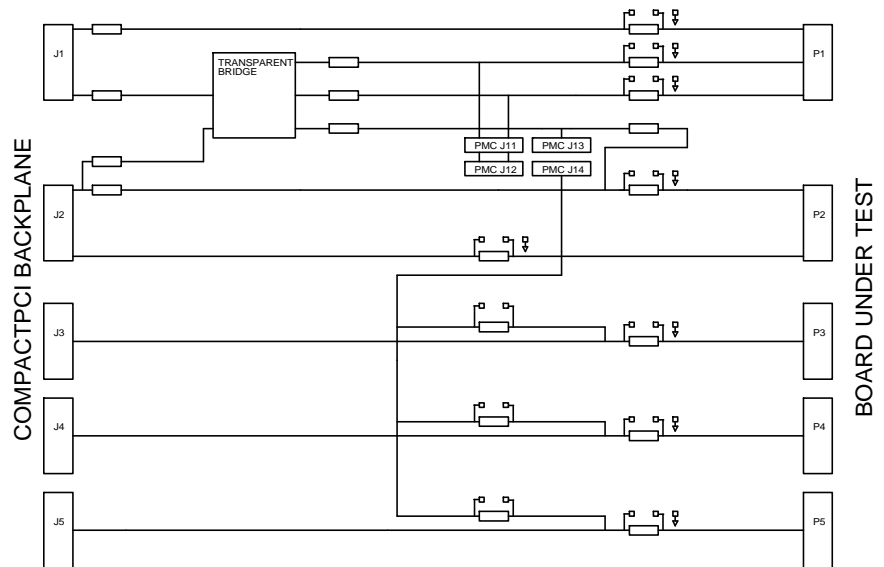 J1
TRANSPARENT
BRIDGE
P1
PMC J11
PMC J13
PMC J12
PMC J14
COMPACTPCI BACKPLANE
J2
P2
BOARD UNDER TEST
J3
P3
J4
P4
J5
P5